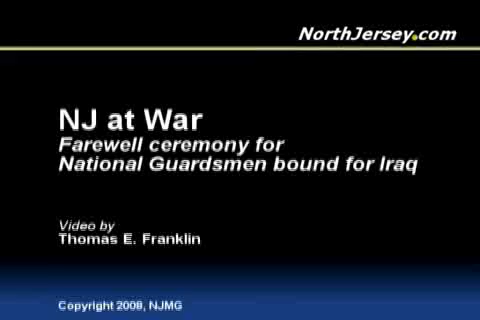 NorthJersey.com
NJ at War
Farewell ceremony for
National Guardsmen bound for Iraq
Video by
Thomas E. Franklin
Copyright 2008, NJMG